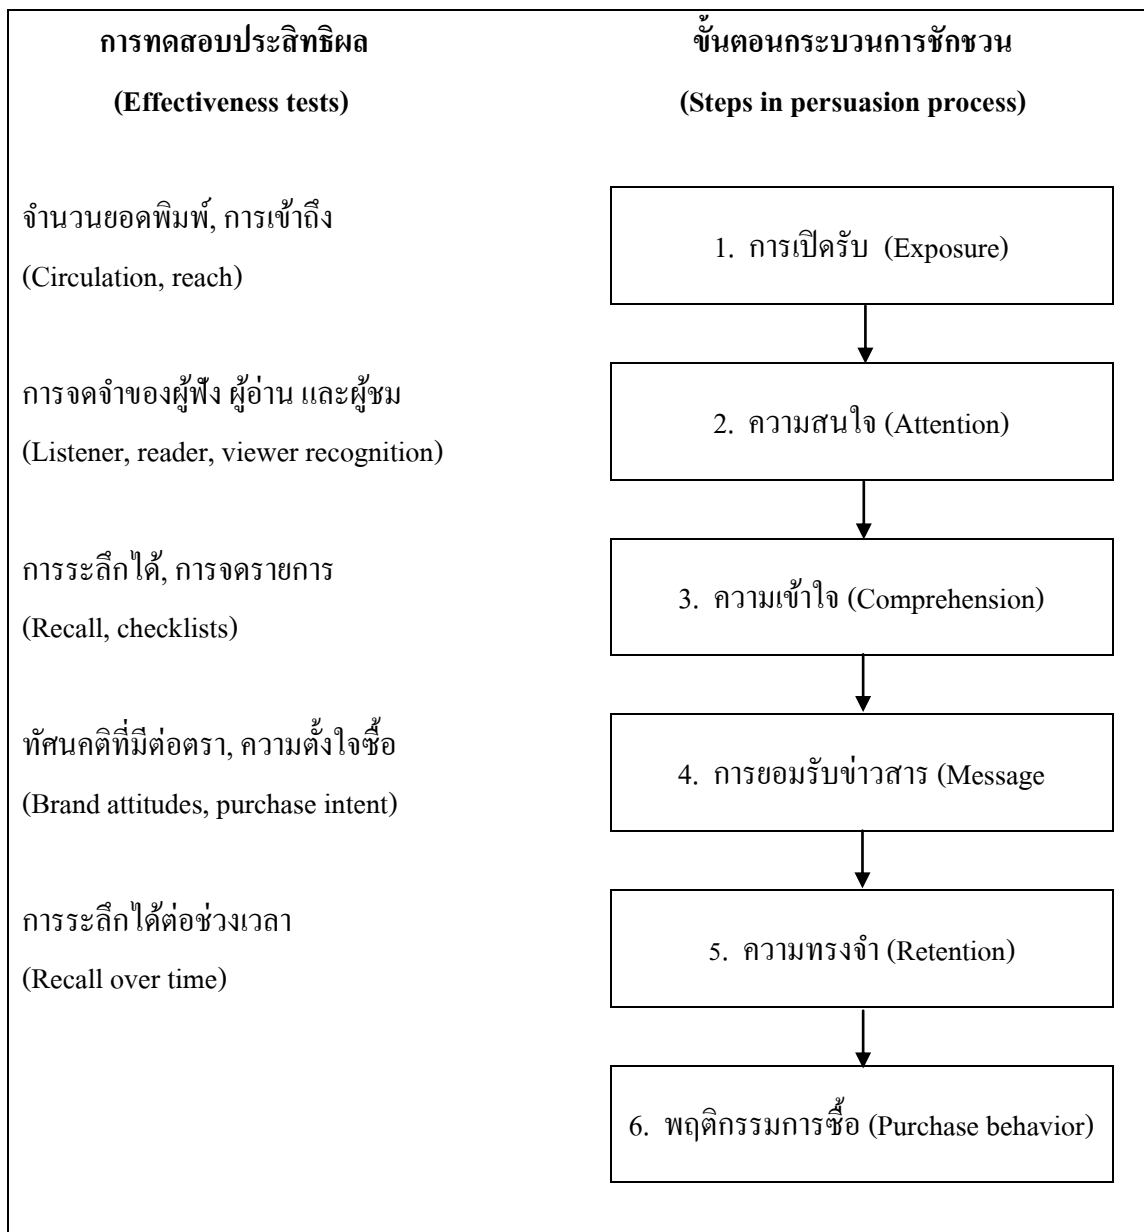 การทดสอบประสิทธิผล
(Effectiveness tests)
ขั้นตอนกระบวนการชักชวน
(Steps in persuasion process)
จำนวนยอดพิมพ์, การเข้าถึง
(Circulation, reach)
1. การเปิดรับ (Exposure)
การจดจำของผู้ฟัง ผู้อ่าน และผู้ชม
(Listener, reader, viewer recognition)
2. ความสนใจ (Attention)
การระลึกได้, การจดรายการ
(Recall, checklists)
3. ความเข้าใจ (Comprehension)
ทัศนคติที่มีต่อตรา, ความตั้งใจซื้อ
(Brand attitudes, purchase intent)
4. การยอมรับข่าวสาร (Message
การระลึกได้ต่อช่วงเวลา
(Recall over time)
5. ความทรงจำ (Retention)
6. พฤติกรรมการซื้อ (Purchase behavior)